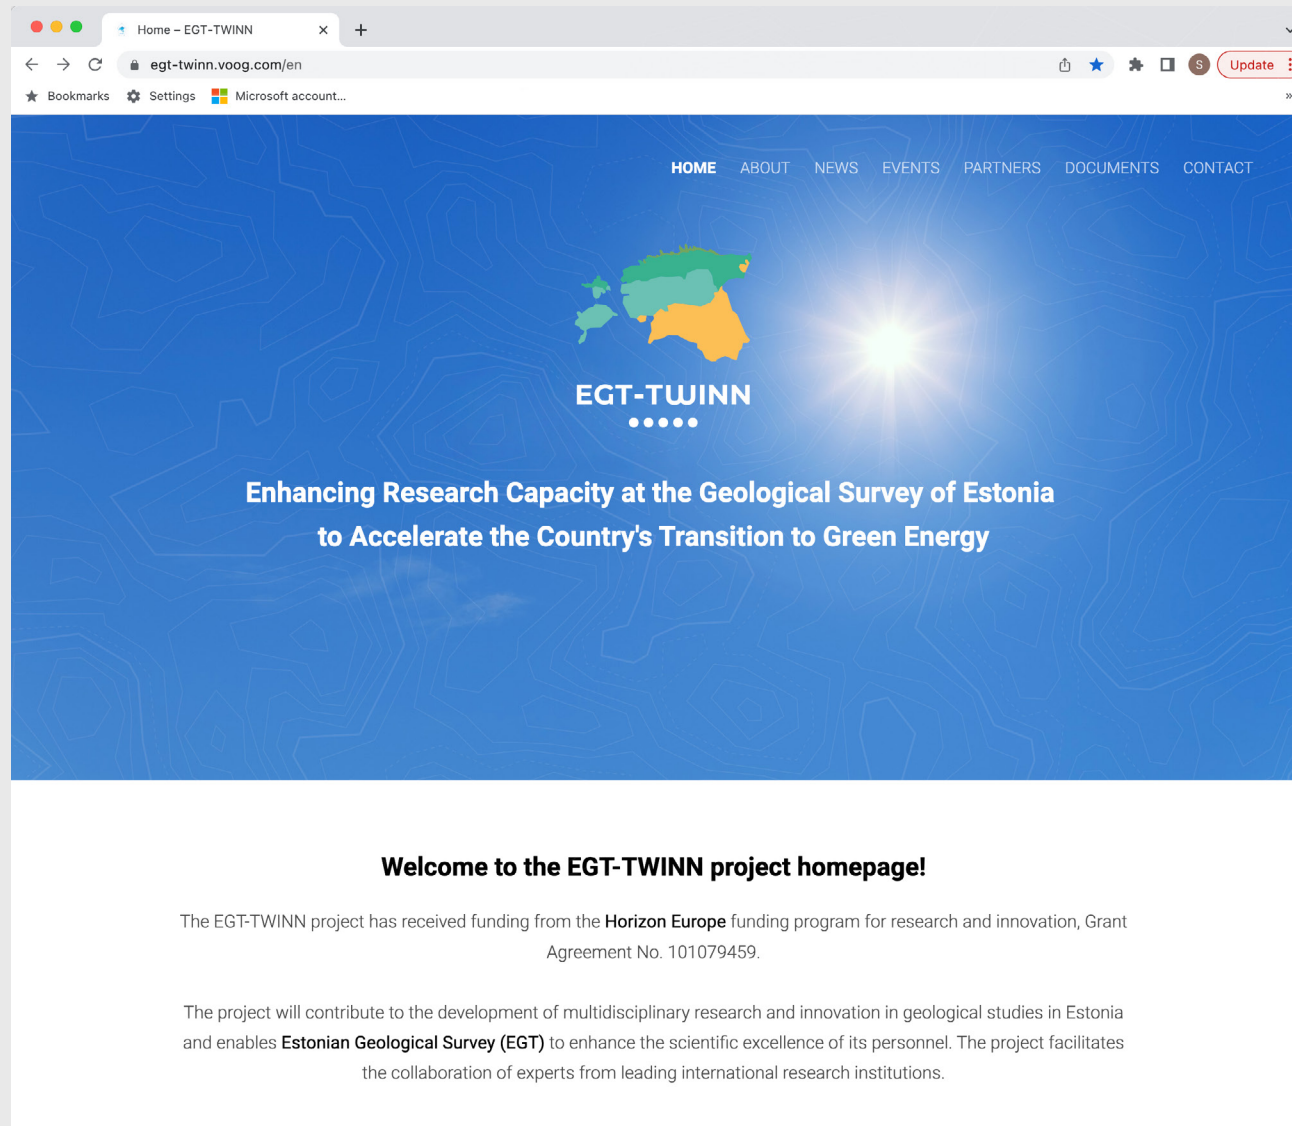 Home – EGT-TWINN
egt-twinn.voog.com/en
S
Update
Bookmarks Settings Microsoft account...
HOME ABOUT NEWS EVENTS PARTNERS DOCUMENTS CONTACT
EGT-TWINN
Enhancing Research Capacity at the Geological Survey of Estonia
to Accelerate the Country's Transition to Green Energy
Welcome to the EGT-TWINN project homepage!
The EGT-TWINN project has received funding from the Horizon Europe funding program for research and innovation, Grant
Agreement No. 101079459.
The project will contribute to the development of multidisciplinary research and innovation in geological studies in Estonia
and enables Estonian Geological Survey (EGT) to enhance the scientific excellence of its personnel. The project facilitates
the collaboration of experts from leading international research institutions.